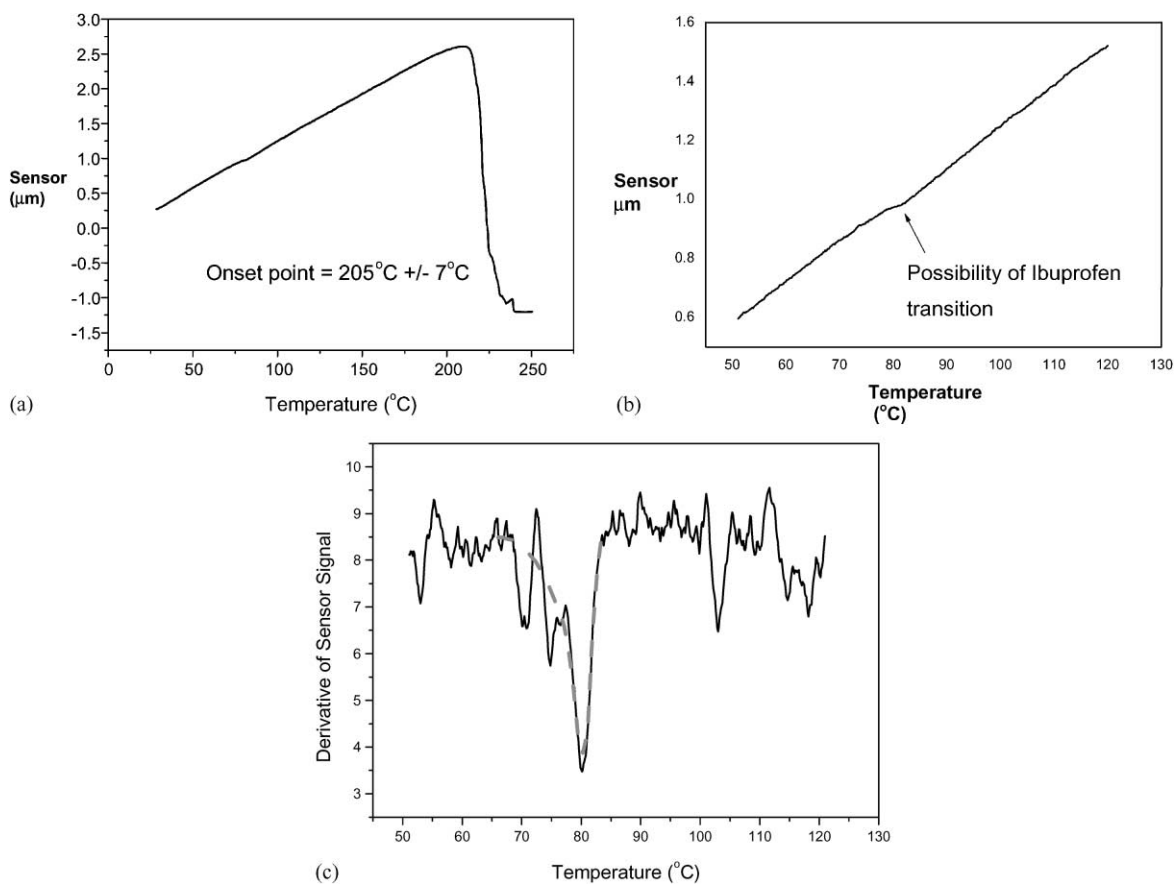 3.0
2.5
2.0
1.5
1.0
0.5
0.0
-0.5
-1.0
-1.5
Sensor
(μm)
Onset point = 205°C +/- 7°C
0 50 100 150 200 250
Temperature (°C)
(a)
1.6
1.4
1.2
1.0
0.8
0.6
Sensor
μm
Possibility of Ibuprofen
transition
50 60 70 80 90 100 110 120 130
Temperature
(°C)
(b)
10
9
8
7
6
5
4
3
Derivative of Sensor Signal
50 60 70 80 90 100 110 120 130
Temperature (°C)
(c)